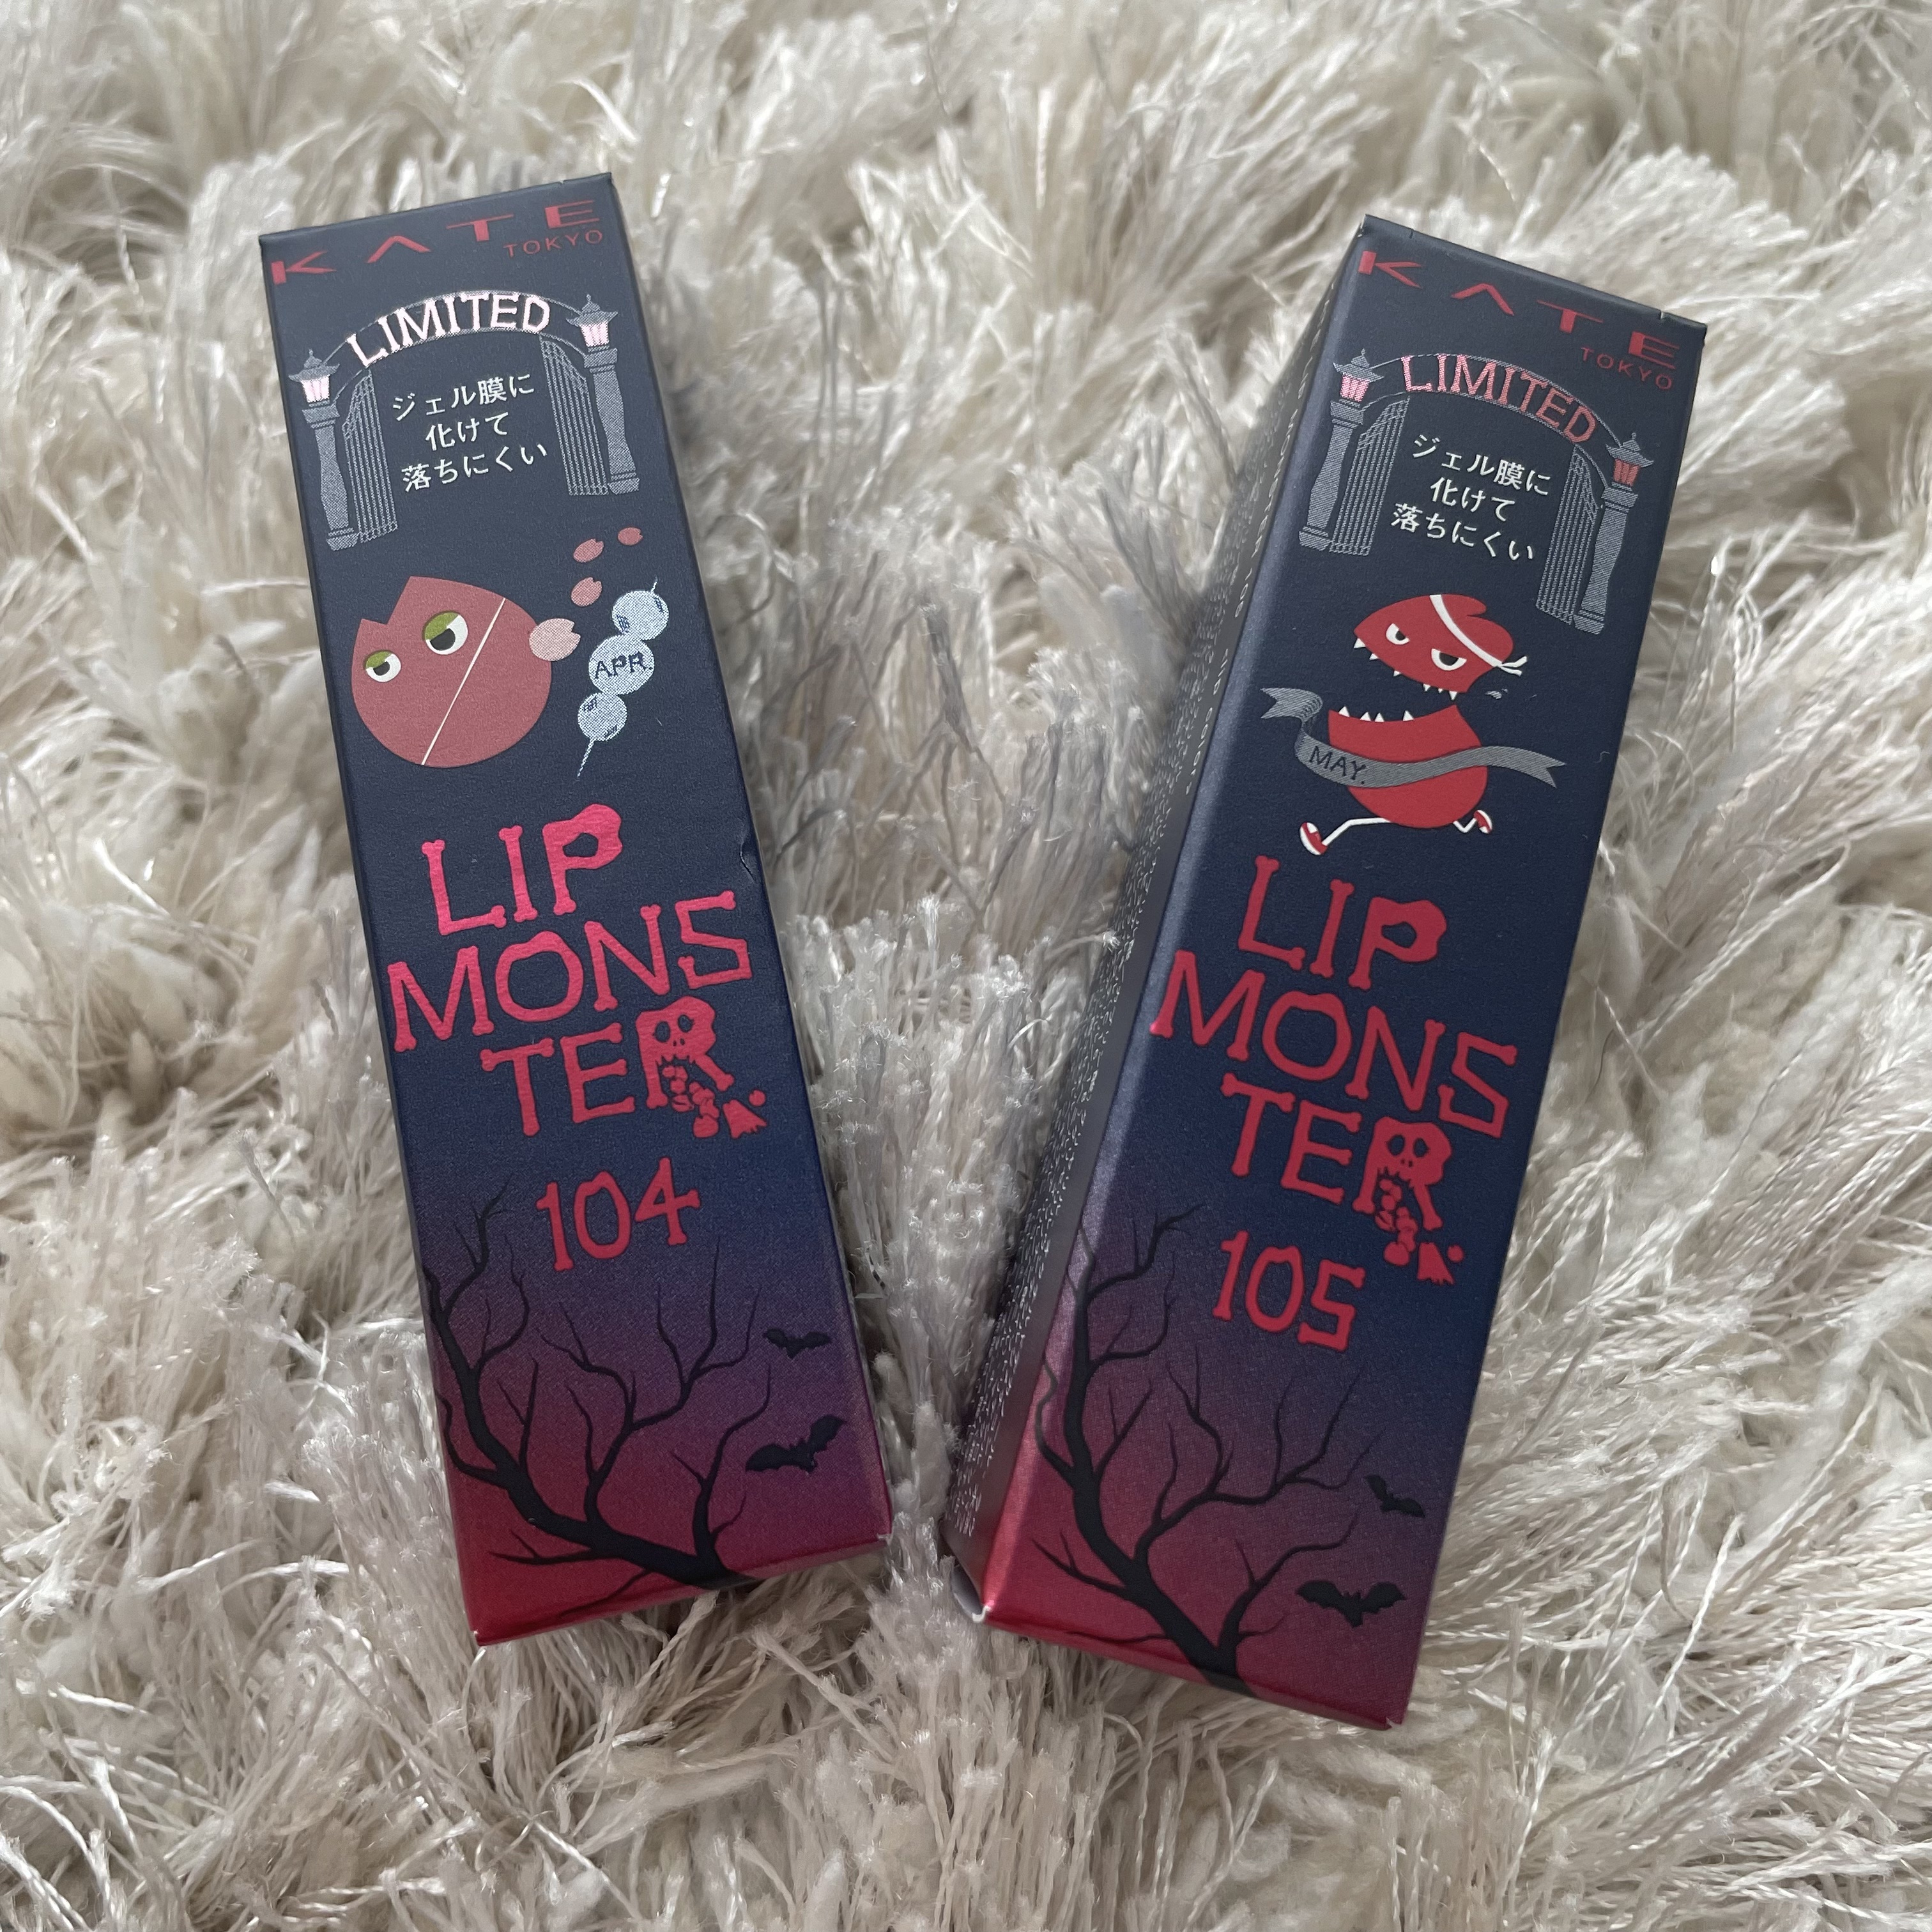 KATE
TOKYO
LIMITED
ジェル膜に
化けて
落ちにくい
APR.
LIP
MONS
TER
104
KATE
TOKYO
LIMITED
ジェル膜に
化けて
落ちにくい
MAY.
LIP
MONS
TER
105